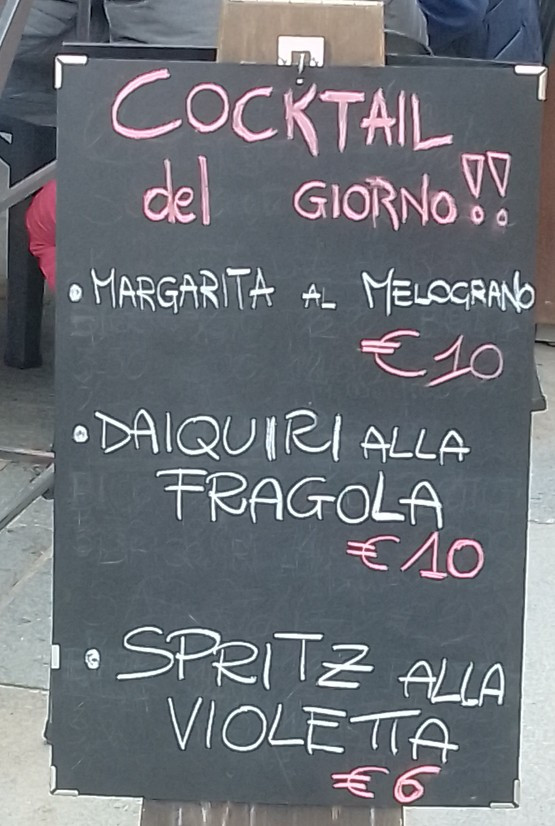 COCKTAIL
del GIORNO!!
• MARGARITA AL MELOGRANO
€10
• DAIQUIRI ALLA
FRAGOLA
€10
• SPRITZ ALLA
VIOLETTA
€6